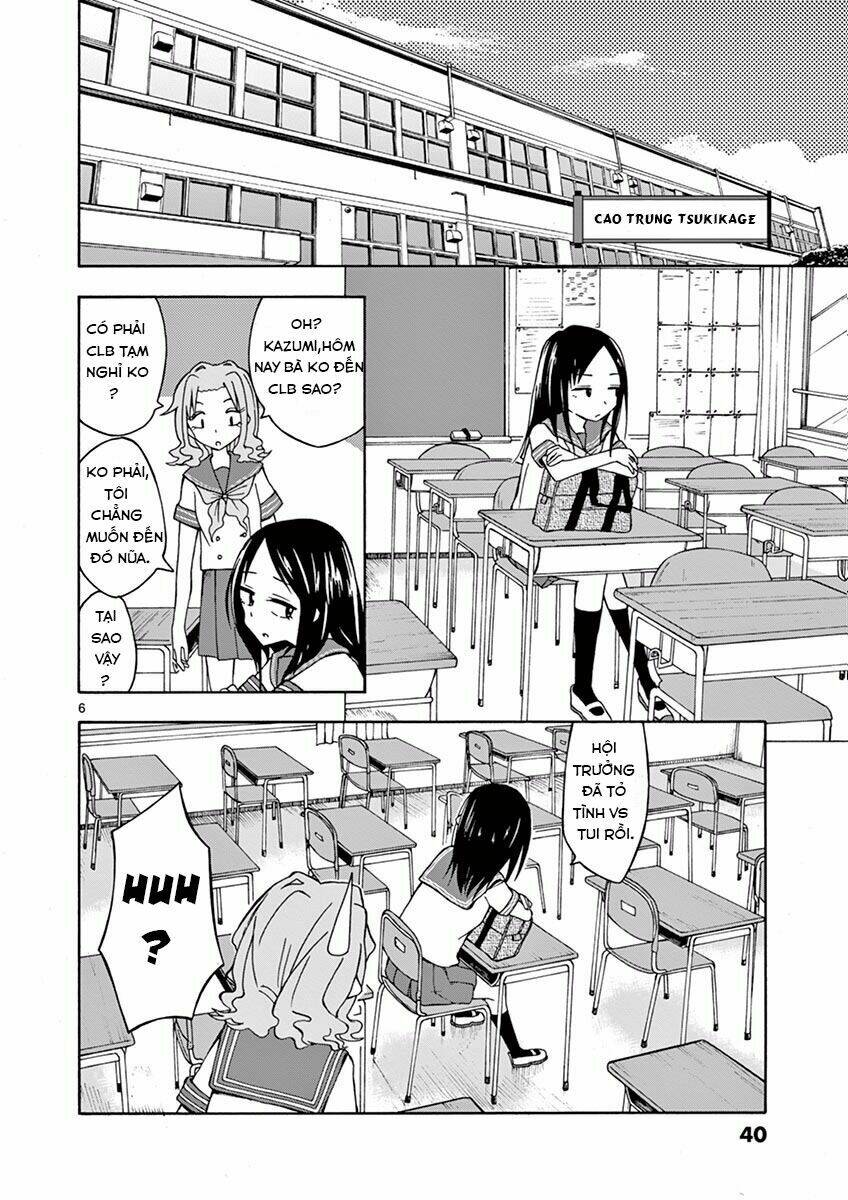 CAO TRUNG TSUKIKAGE
OH?
KAZUMI,HÔM
NAY BÀ KO ĐẾN
CLB SAO?
CÓ PHẢI
CLB TẠM
NGHỈ KO
?
KO PHẢI,
TÔI
CHẲNG
MUỐN ĐẾN
ĐÓ NŨA.
TẠI
SAO
VẬY
?
6
HỘI
TRƯỞNG
ĐÃ TỎ
TÌNH VS
TUI RỒI.
HUH
?
40